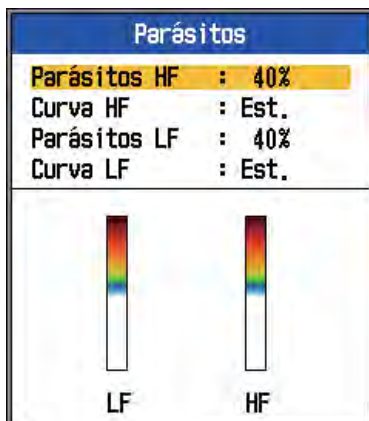 Parásitos
Parásitos HF : 40%
Curva HF : Est.
Parásitos LF : 40%
Curva LF : Est.
LF HF